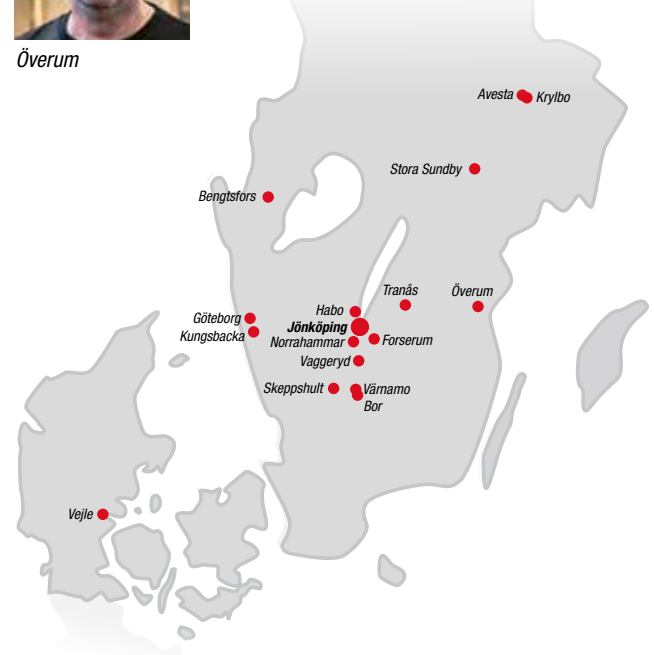 Överum
Avesta
Krylbo
Stora Sundby
Bengtsfors
Tranås
Överum
Habo
Göteborg
Jönköping
Kungsbacka
Norrahammar
Forserum
Vaggeryd
Skeppshult
Värnamo
Bor
Vejle